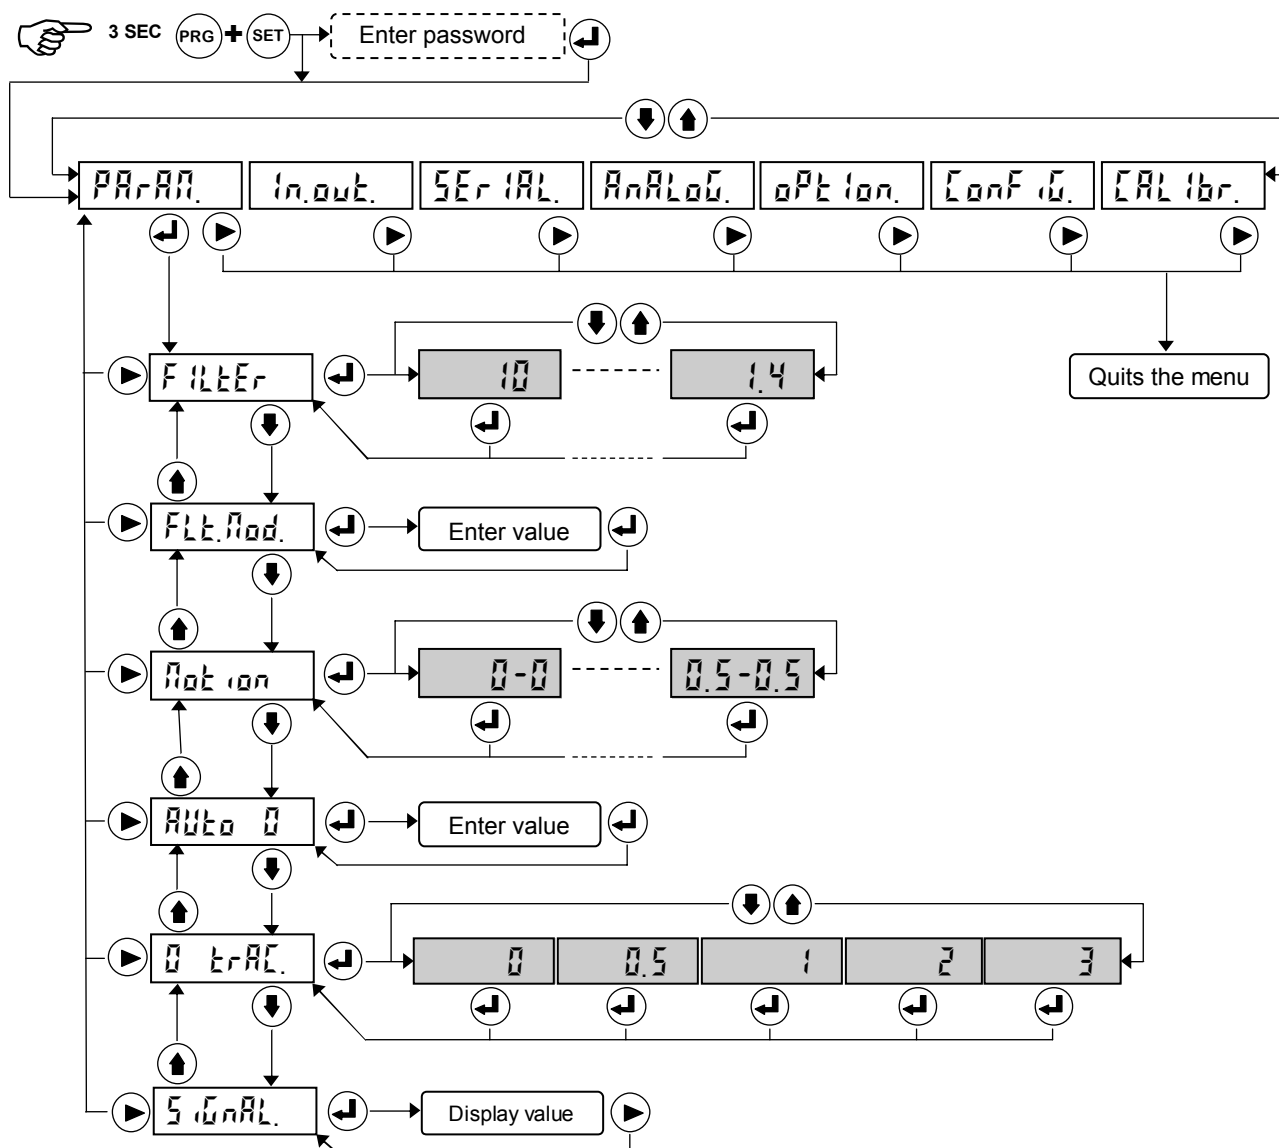 3 SEC PRG + SET Enter password
PArAM. In.out. SErIAL. AnALoG. oPtIon. ConFiG. CALIbr.
FILtEr 10 1.4
Quits the menu
FLt.Mod. Enter value
Motion 0-0 0.5-0.5
AUto 0 Enter value
0 trAC. 0 0.5 1 2 3
SiGnAL. Display value